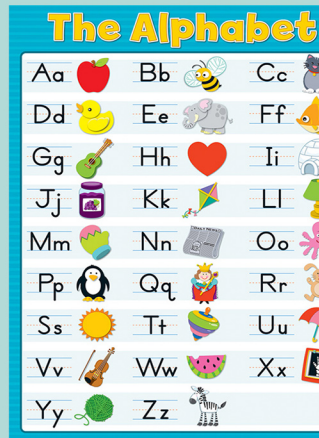 The Alphabet
Aa Bb Cc
Dd Ee Ff
Gg Hh Ii
Jj Kk Ll
Mm Nn Oo
Pp Qq Rr
Ss Tt Uu
Vv Ww Xx
Yy Zz